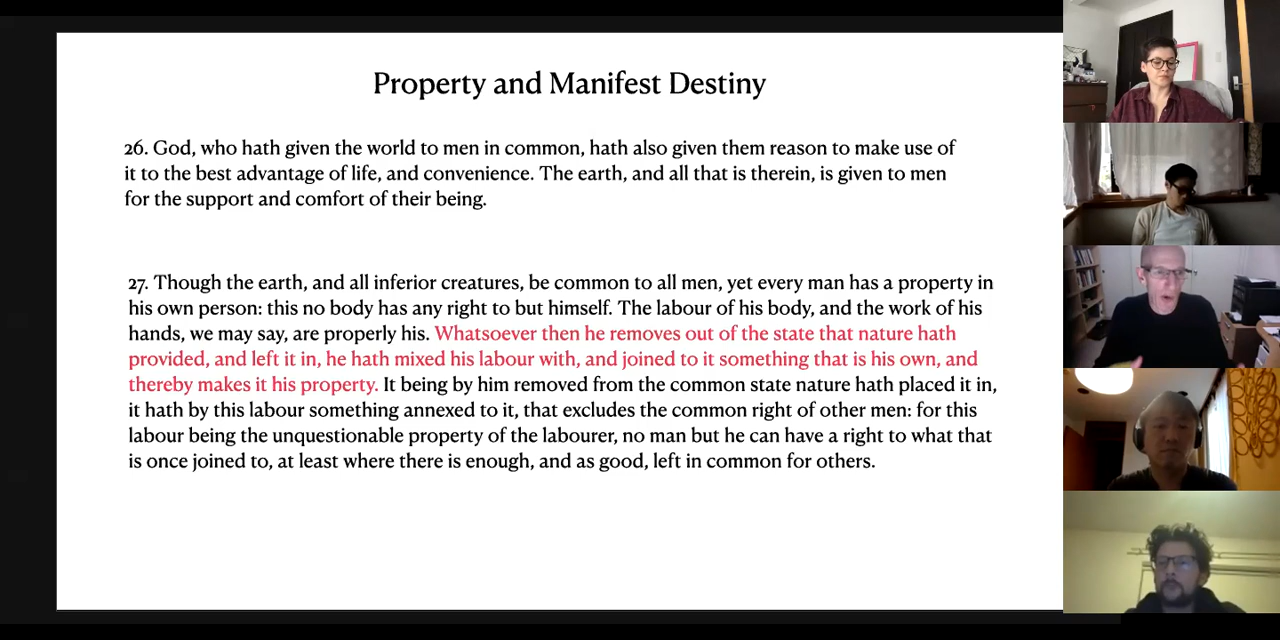 Property and Manifest Destiny
26. God, who hath given the world to men in common, hath also given them reason to make use of
it to the best advantage of life, and convenience. The earth, and all that is therein, is given to men
for the support and comfort of their being.
27. Though the earth, and all inferior creatures, be common to all men, yet every man has a property in
his own person: this no body has any right to but himself. The labour of his body, and the work of his
hands, we may say, are properly his. Whatsoever then he removes out of the state that nature hath
provided, and left it in, he hath mixed his labour with, and joined to it something that is his own, and
thereby makes it his property. It being by him removed from the common state nature hath placed it in,
it hath by this labour something annexed to it, that excludes the common right of other men: for this
labour being the unquestionable property of the labourer, no man but he can have a right to what that
is once joined to, at least where there is enough, and as good, left in common for others.